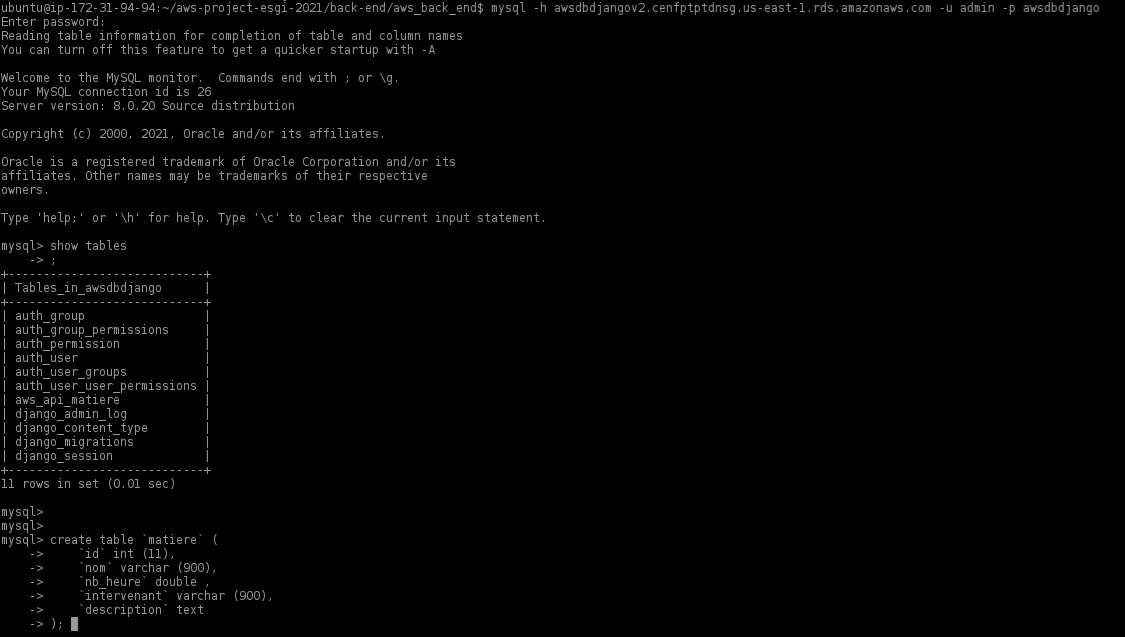 ubuntu@ip-172-31-94-94:~/aws-project-esgi-2021/back-end/aws_back_end$ mysql -h awsdbdjangov2.cenfptptdnsg.us-east-1.rds.amazonaws.com -u admin -p awsdbdjango
Enter password:
Reading table information for completion of table and column names
You can turn off this feature to get a quicker startup with -A
Welcome to the MySQL monitor.  Commands end with ; or \g.
Your MySQL connection id is 26
Server version: 8.0.20 Source distribution
Copyright (c) 2000, 2021, Oracle and/or its affiliates.
Oracle is a registered trademark of Oracle Corporation and/or its
affiliates. Other names may be trademarks of their respective
owners.
Type 'help;' or '\h' for help. Type '\c' to clear the current input statement.
mysql> show tables
    -> ;
+----------------------------+
| Tables_in_awsdbdjango      |
+----------------------------+
| auth_group                 |
| auth_group_permissions     |
| auth_permission            |
| auth_user                  |
| auth_user_groups           |
| auth_user_user_permissions |
| aws_api_matiere            |
| django_admin_log           |
| django_content_type        |
| django_migrations          |
| django_session             |
+----------------------------+
11 rows in set (0.01 sec)
mysql>
mysql>
mysql> create table `matiere` (
    ->     `id` int (11),
    ->     `nom` varchar (900),
    ->     `nb_heure` double ,
    ->     `intervenant` varchar (900),
    ->     `description` text
    -> );